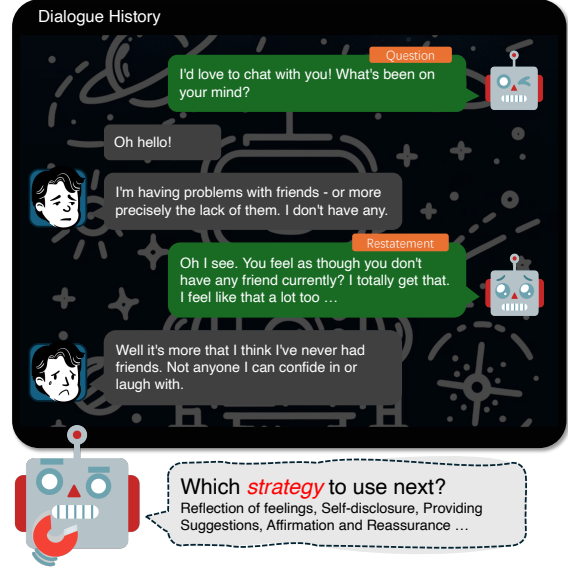 Dialogue History
Question
I'd love to chat with you! What's been on
your mind?
Oh hello!
I'm having problems with friends - or more
precisely the lack of them. I don't have any.
Restatement
Oh I see. You feel as though you don't
have any friend currently? I totally get that.
I feel like that a lot too ...
Well it's more that I think I've never had
friends. Not anyone I can confide in or
laugh with.
Which strategy to use next?
Reflection of feelings, Self-disclosure, Providing
Suggestions, Affirmation and Reassurance ...